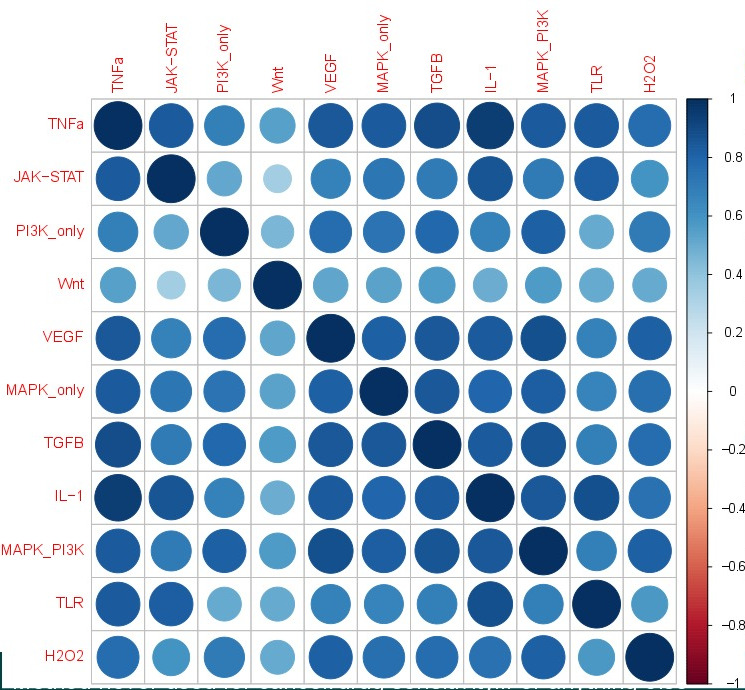 TNFa
JAK-STAT
PI3K_only
Wnt
VEGF
MAPK_only
TGFB
IL-1
MAPK_PI3K
TLR
H2O2
TNFa
JAK-STAT
PI3K_only
Wnt
VEGF
MAPK_only
TGFB
IL-1
MAPK_PI3K
TLR
H2O2
1
0.8
0.6
0.4
0.2
0
-0.2
-0.4
-0.6
-0.8
-1